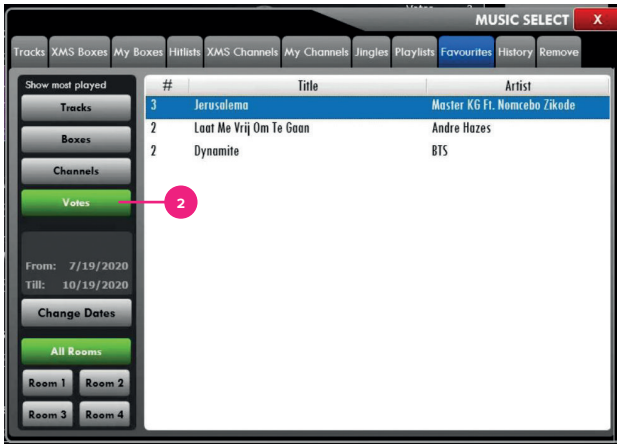 MUSIC SELECT X
Tracks XMS Boxes My Boxes Hitlists XMS Channels My Channels Jingles Playlists Favourites History Remove
Show most played
Tracks
Boxes
Channels
Votes
2
From: 7/19/2020
Till: 10/19/2020
Change Dates
All Rooms
Room 1 Room 2
Room 3 Room 4
# Title Artist
3 Jerusalema Master KG Ft. Nomcebo Zikode
2 Laat Me Vrij Om Te Gaan Andre Hazes
2 Dynamite BTS